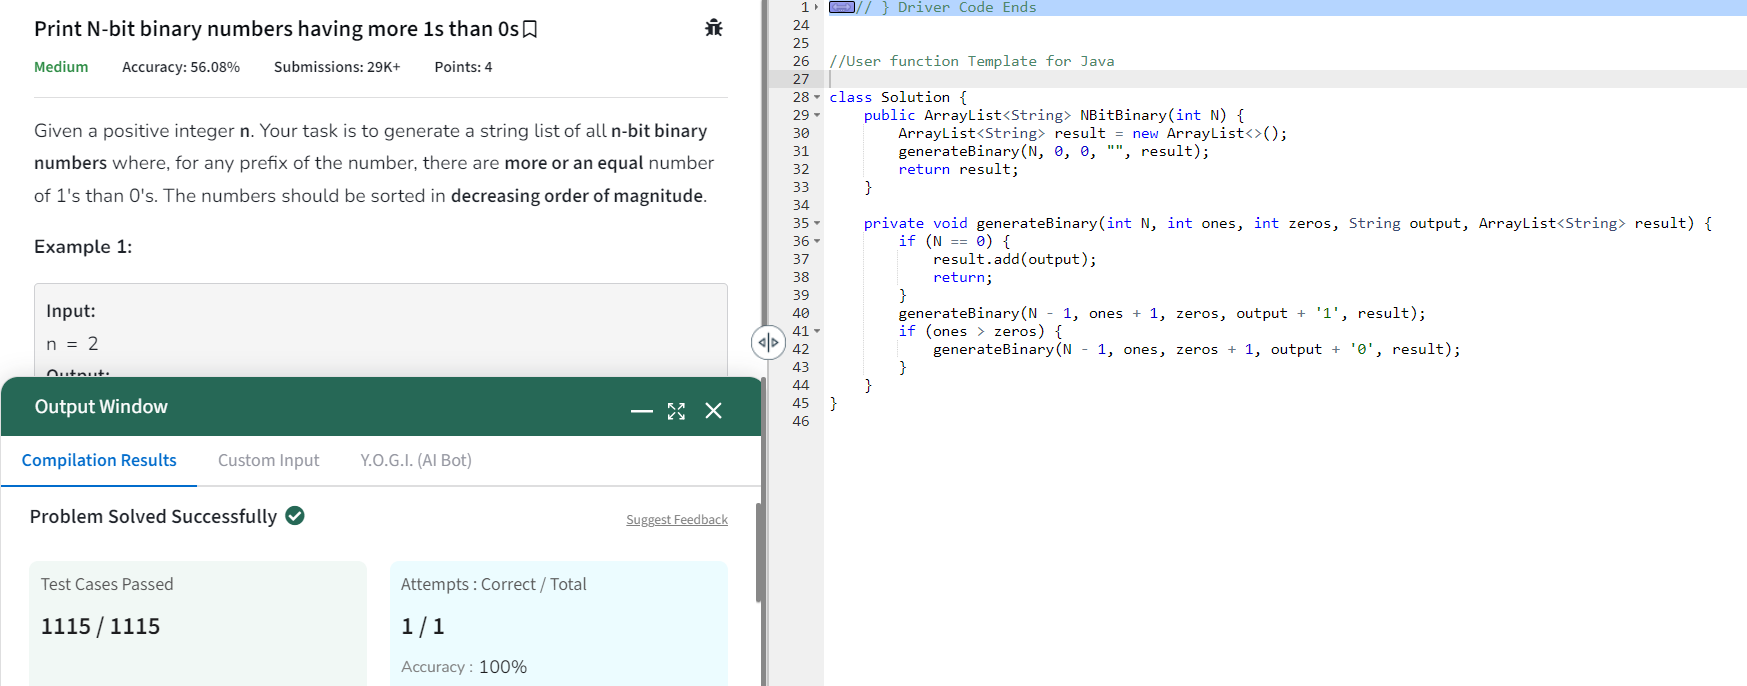 Print N-bit binary numbers having more 1s than 0s
Medium Accuracy: 56.08% Submissions: 29K+ Points: 4
Given a positive integer n. Your task is to generate a string list of all n-bit binary
numbers where, for any prefix of the number, there are more or an equal number
of 1's than 0's. The numbers should be sorted in decreasing order of magnitude.
Example 1:
Input:
n = 2
Output:
Output Window
Compilation Results Custom Input Y.O.G.I. (AI Bot)
Problem Solved Successfully
Suggest Feedback
Test Cases Passed
1115 / 1115
Attempts : Correct / Total
1 / 1
Accuracy : 100%
1 // } Driver Code Ends
24
25
26 //User function Template for Java
27
28 class Solution {
29 public ArrayList<String> NBitBinary(int N) {
30 ArrayList<String> result = new ArrayList<>();
31 generateBinary(N, 0, 0, "", result);
32 return result;
33 }
34
35 private void generateBinary(int N, int ones, int zeros, String output, ArrayList<String> result) {
36 if (N == 0) {
37 result.add(output);
38 return;
39 }
40 generateBinary(N - 1, ones + 1, zeros, output + '1', result);
41 if (ones > zeros) {
42 generateBinary(N - 1, ones, zeros + 1, output + '0', result);
43 }
44 }
45 }
46